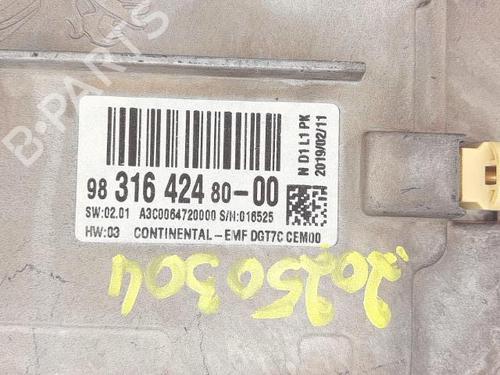 B-PARTS
N D1 L1 PK
2019/02/11
98 316 424 80-00
SW:02.01 A3C0064720000 S/N:016525
HW:03 CONTINENTAL-EMF DGT7C CEM00
20250304